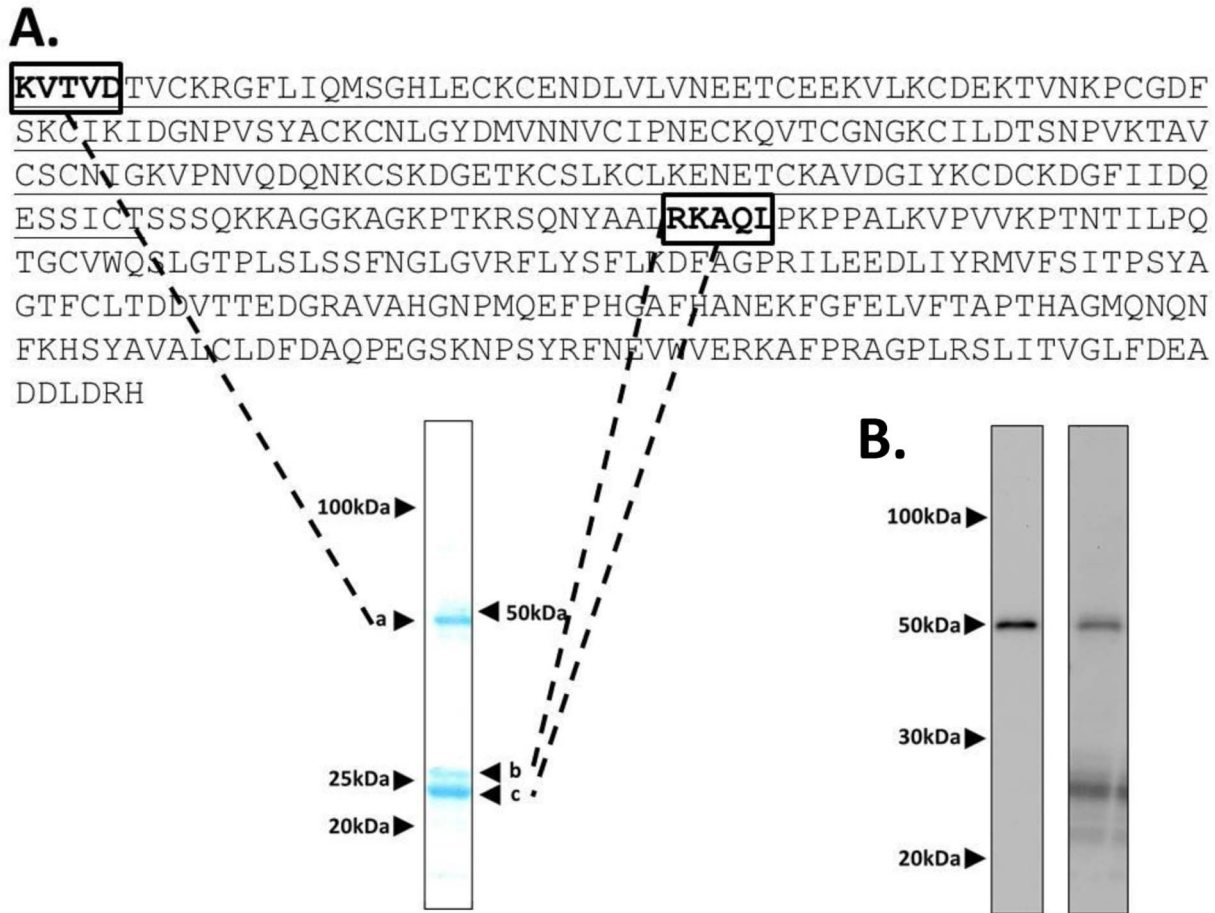 A.
KVTVDTVCKRGFLIQMSGHLECKCENDLVLVNEETCEEKVLKCDEKTVNKPCGDF
SKCIKIDGNPVSYACKCNLGYDMVNNVCIPNECKQVTCGNGKCILDTSNPVKTAV
CSCNIGKVPNVQDQNKCSKDGETKCSLKCLKENETCKAVDGIYKCDCKDGFIIDQ
ESSICTSSSQKKAGGKAGKPTKRSQNYAALRKAQLPKPPALKVPVVKPTNTILPQ
TGCVWQSLGTPLSLSSFNGLGVRFLYSFLKDFAGPRILEEDLIYRMVFSITPSYA
GTFCLTDDVTTEDGRAVAHGNPMQEFPHGAFHANEKFGFELVFTAPTHAGMQNQN
FKHSYAVALCLDFDAQPEGSKNPSYRFNEVWVERKAFPRAGPLRSLITVGLFDEA
DDLDRH
B.
100kDa
a
50kDa
25kDa
b
c
20kDa
100kDa
50kDa
30kDa
20kDa